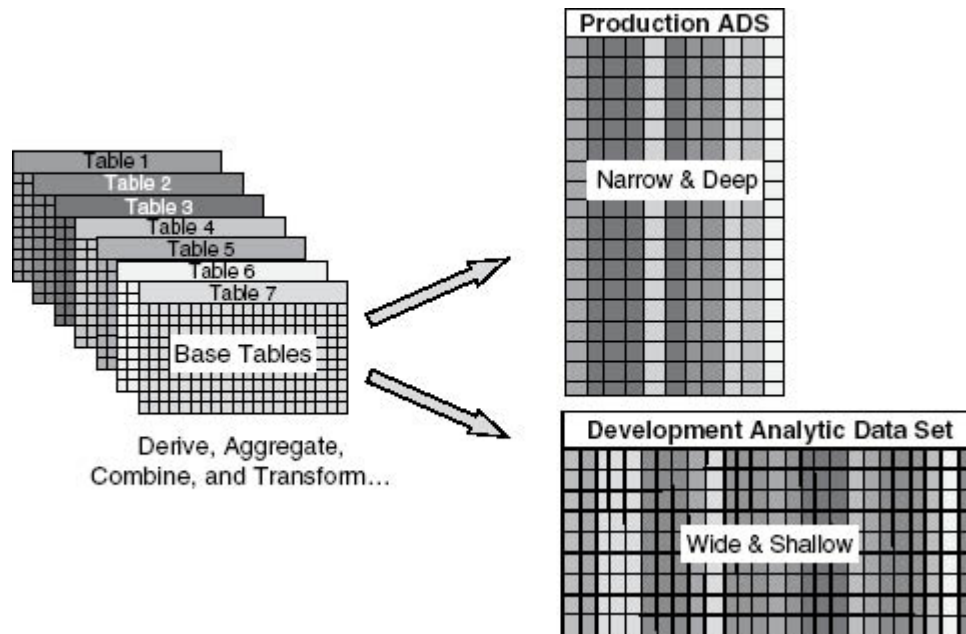 Production ADS
Narrow & Deep
Table 1
Table 2
Table 3
Table 4
Table 5
Table 6
Table 7
Base Tables
Derive, Aggregate,
Combine, and Transform…
Development Analytic Data Set
Wide & Shallow